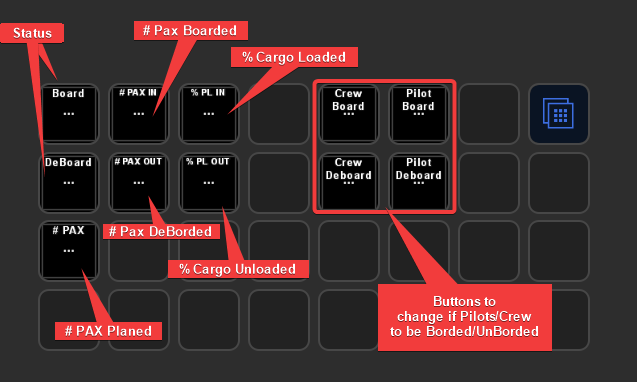 Status
# Pax Boarded
% Cargo Loaded
Board
...
# PAX IN
...
% PL IN
...
Crew
Board
...
Pilot
Board
...
DeBoard
...
# PAX OUT
...
% PL OUT
...
Crew
Deboard
...
Pilot
Deboard
...
# PAX
...
# Pax DeBorded
% Cargo Unloaded
# PAX Planed
Buttons to
change if Pilots/Crew
to be Borded/UnBorded